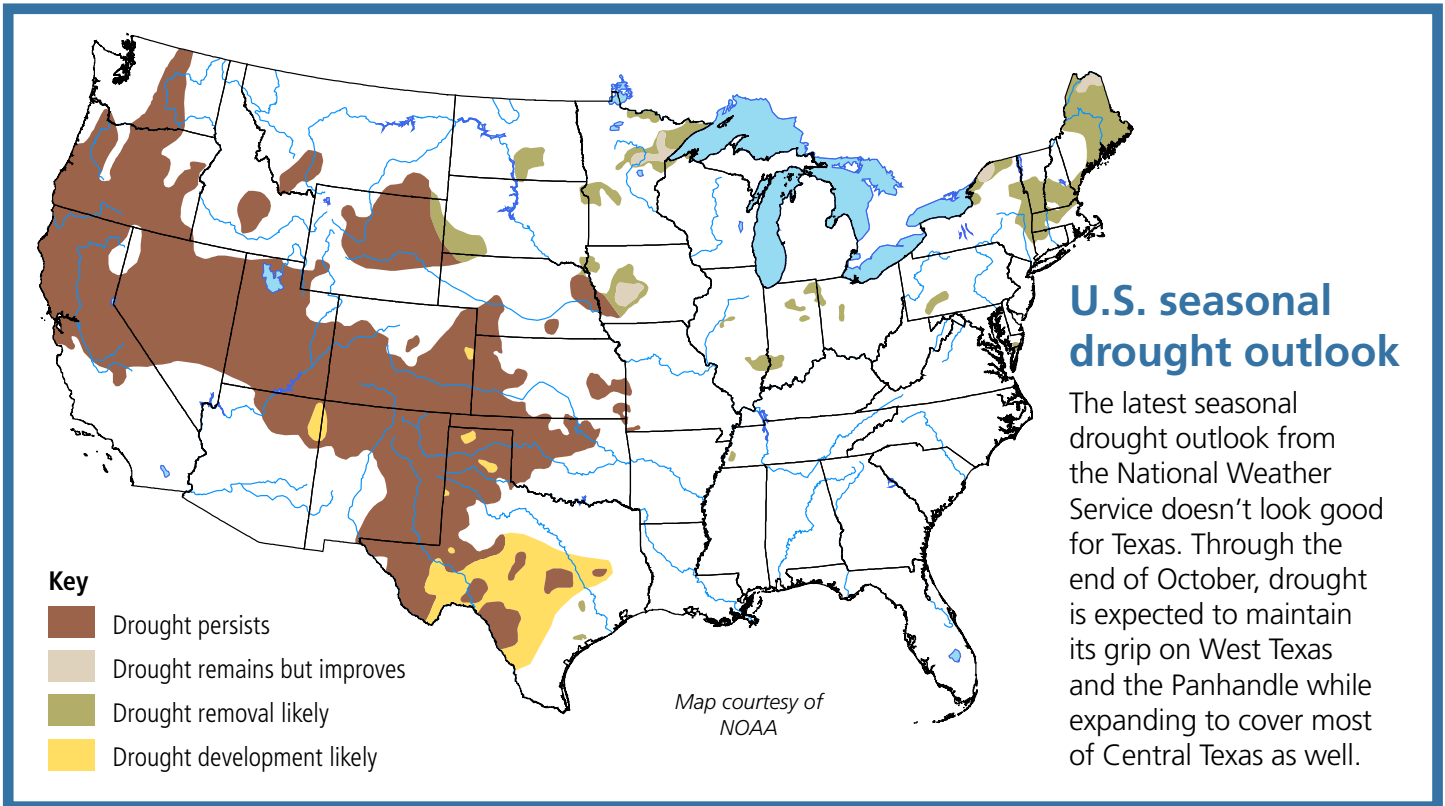 U.S. seasonal
drought outlook
The latest seasonal
drought outlook from
the National Weather
Service doesn’t look good
for Texas. Through the
end of October, drought
is expected to maintain
its grip on West Texas
and the Panhandle while
expanding to cover most
of Central Texas as well.
Key
Drought persists
Drought remains but improves
Drought removal likely
Drought development likely
Map courtesy of
NOAA